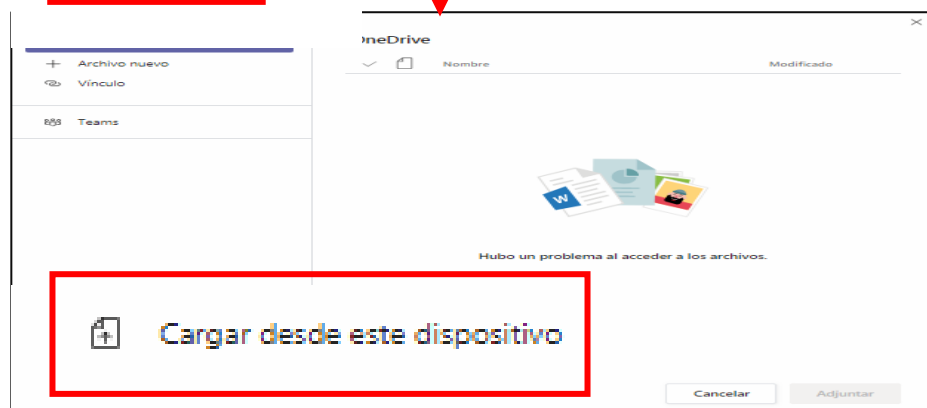 OneDrive
Archivo nuevo
Nombre
Modificado
Vínculo
Teams
W
Hubo un problema al acceder a los archivos.
Cargar desde este dispositivo
Cancelar
Adjuntar